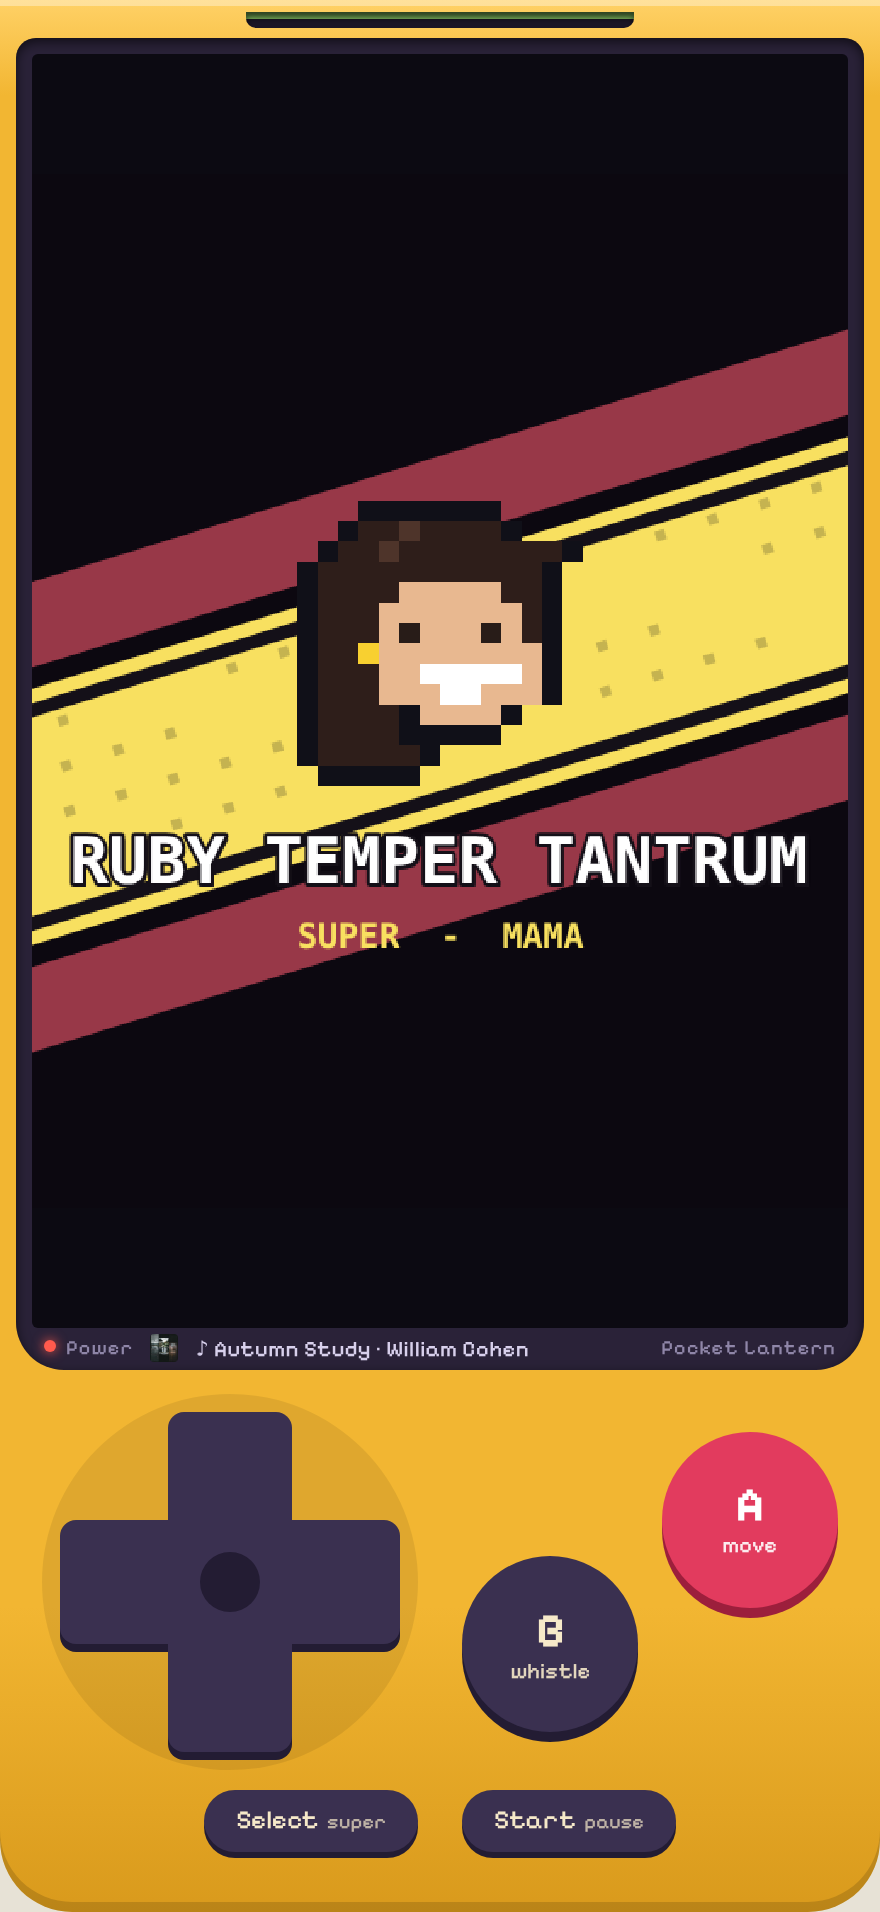 RUBY TEMPER TANTRUM
SUPER - MAMA
Power ♪ Autumn Study · William Cohen Pocket Lantern
A
move
B
whistle
Select super Start pause